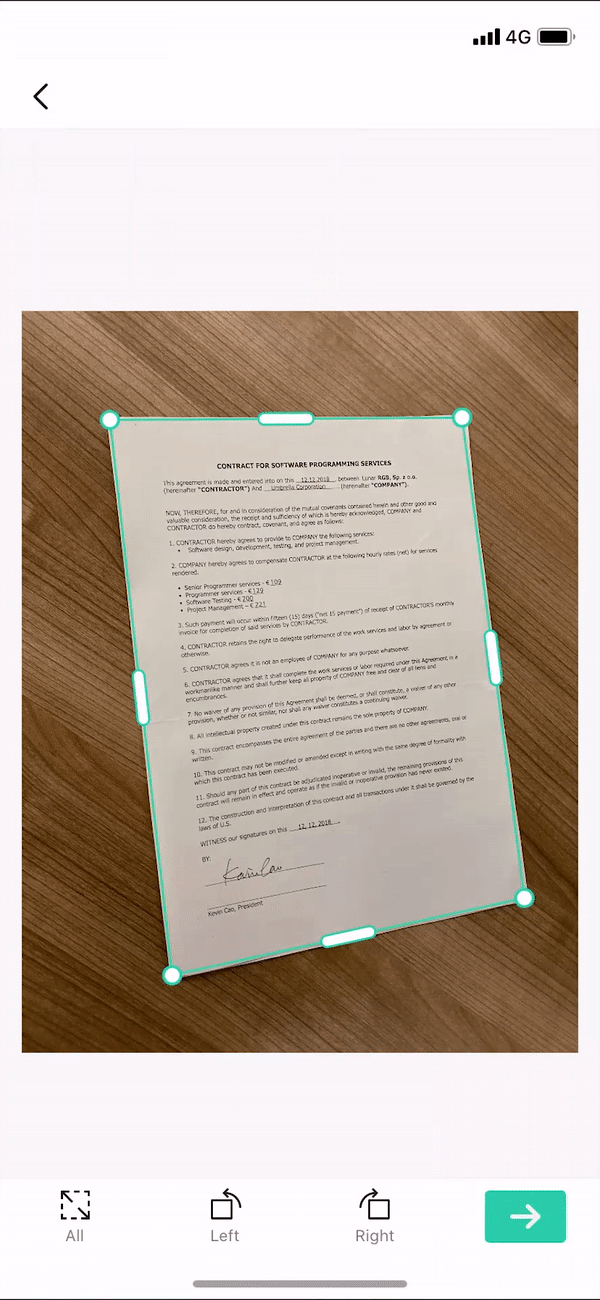 4G
CONTRACT FOR SOFTWARE PROGRAMMING SERVICES
This agreement is made and entered into on this 12.12.2018, between Lunar RGB, Sp. z o.o.
(hereinafter "CONTRACTOR") And Umbrella Corporation (hereinafter "COMPANY").
NOW, THEREFORE, for and in consideration of the mutual covenants contained herein and other good and
valuable consideration, the receipt and sufficiency of which is hereby acknowledged, COMPANY and
CONTRACTOR do hereby contract, covenant, and agree as follows:
1. CONTRACTOR hereby agrees to provide to COMPANY the following services:
• Software design, development, testing, and project management.
2. COMPANY hereby agrees to compensate CONTRACTOR at the following hourly rates (net) for services
rendered.
• Senior Programmer services - €109
• Programmer services - €129
• Software Testing - €200
• Project Management – €221
3. Such payment will occur within fifteen (15) days ("net 15 payment") of receipt of CONTRACTOR'S monthly
invoice for completion of said services by CONTRACTOR.
4. CONTRACTOR retains the right to delegate performance of the work services and labor by agreement or
otherwise.
5. CONTRACTOR agrees it is not an employee of COMPANY for any purpose whatsoever.
6. CONTRACTOR agrees that it shall complete the work services or labor required under this Agreement in a
workmanlike manner and shall further keep all property of COMPANY free and clear of all liens and
encumbrances.
7. No waiver of any provision of this Agreement shall be deemed, or shall constitute, a waiver of any other
provision, whether or not similar, nor shall any waiver constitutes a continuing waiver.
8. All intellectual property created under this contract remains the sole property of COMPANY.
9. This contract encompasses the entire agreement of the parties and there are no other agreements, oral or
written.
10. This contract may not be modified or amended except in writing with the same degree of formality with
which this contract has been executed.
11. Should any part of this contract be adjudicated inoperative or invalid, the remaining provisions of this
contract will remain in effect and operate as if the invalid or inoperative provision had never existed.
12. The construction and interpretation of this contract and all transactions under it shall be governed by the
laws of U.S.
WITNESS our signatures on this 12.12.2018.
BY:
Kevin Cao, President
All
Left
Right